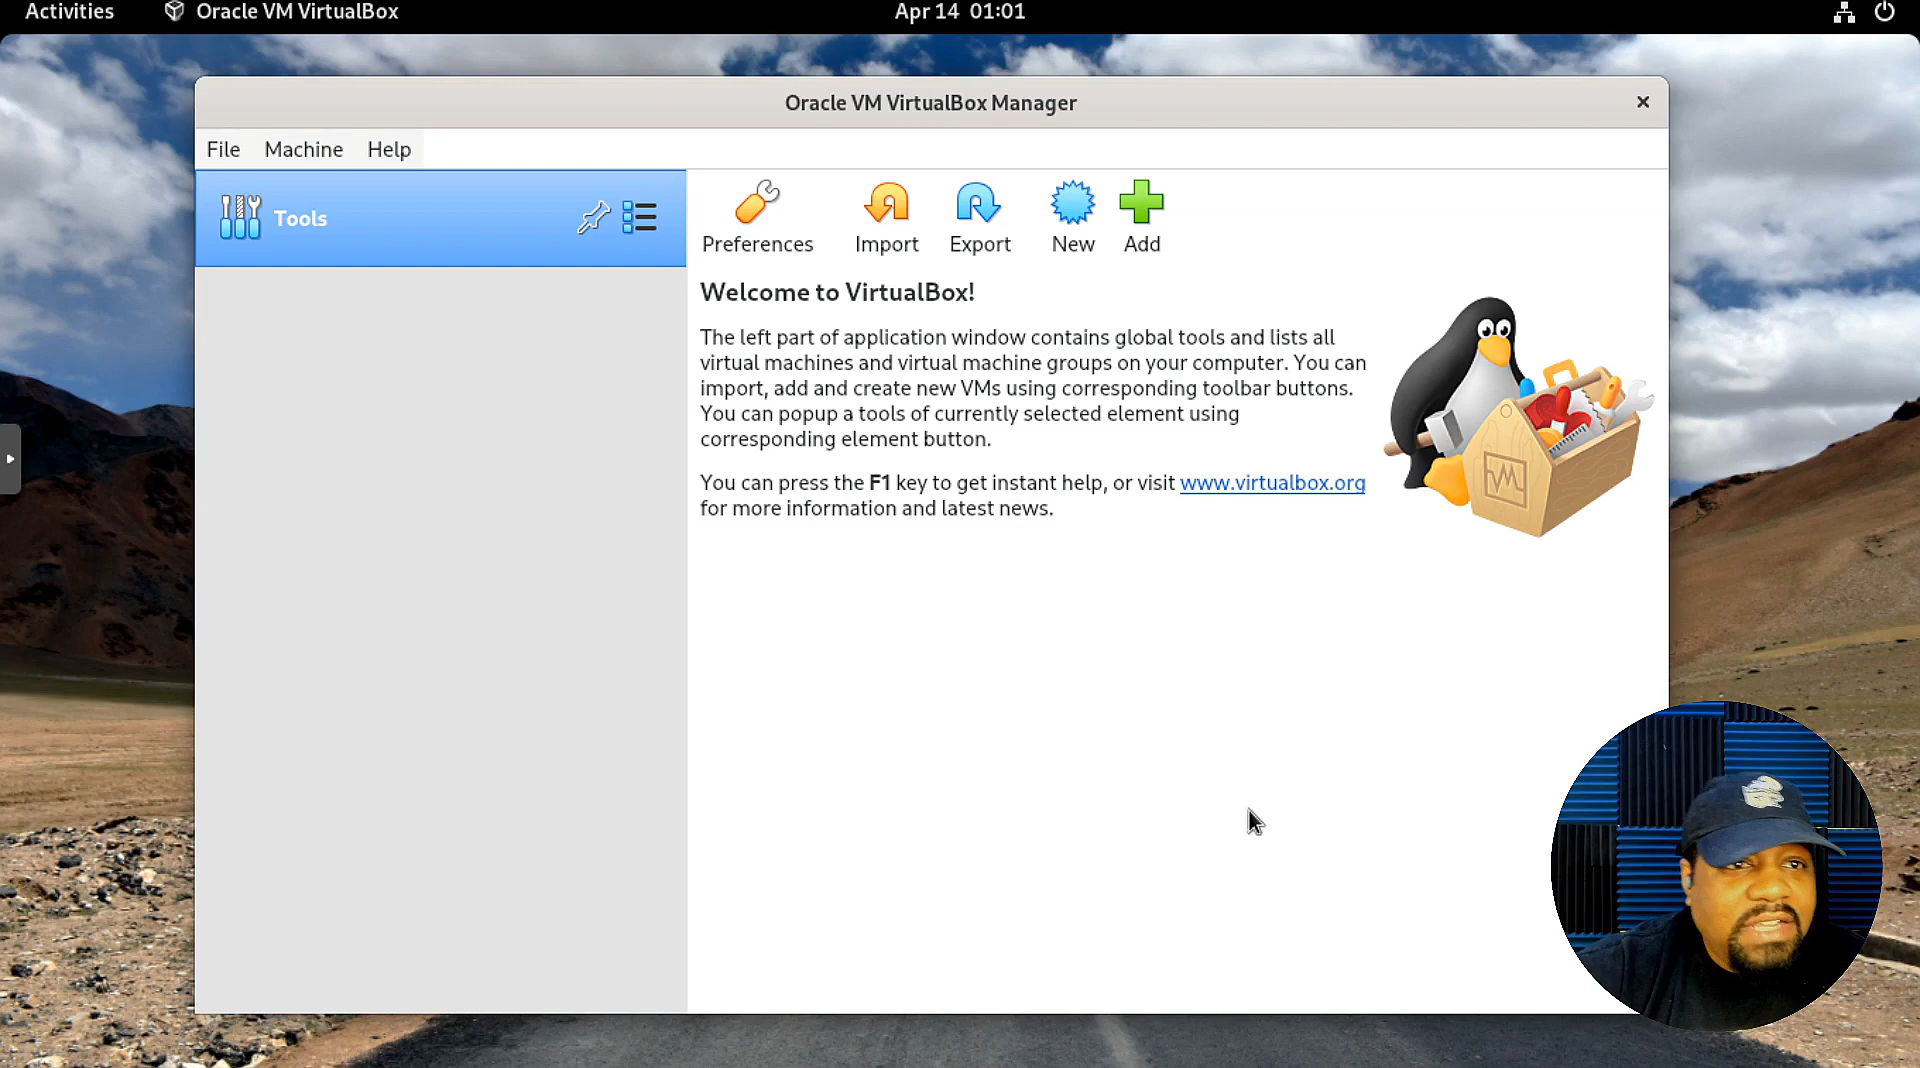 Activities Oracle VM VirtualBox Apr 14 01:01
Oracle VM VirtualBox Manager
File Machine Help
Tools
Preferences Import Export New Add
Welcome to VirtualBox!
The left part of application window contains global tools and lists all
virtual machines and virtual machine groups on your computer. You can
import, add and create new VMs using corresponding toolbar buttons.
You can popup a tools of currently selected element using
corresponding element button.
You can press the F1 key to get instant help, or visit www.virtualbox.org
for more information and latest news.